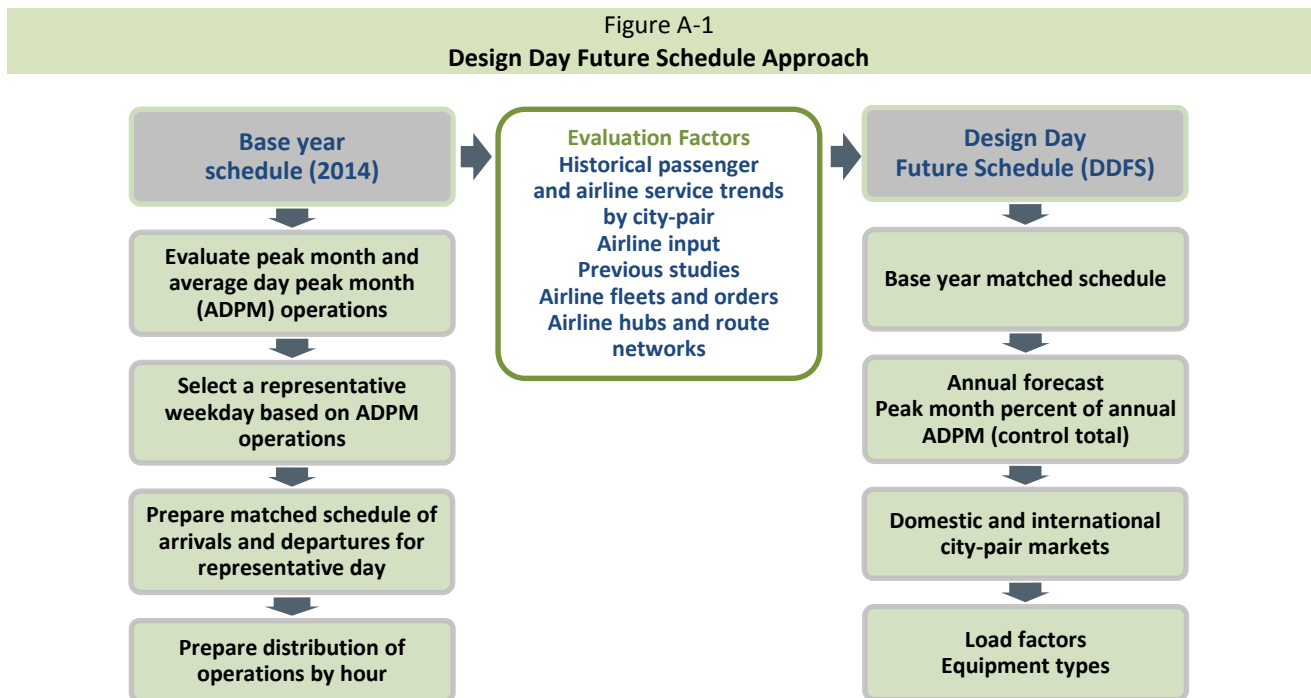 Figure A-1
Design Day Future Schedule Approach
Base year
schedule (2014)
Evaluate peak month and
average day peak month
(ADPM) operations
Select a representative
weekday based on ADPM
operations
Prepare matched schedule of
arrivals and departures for
representative day
Prepare distribution of
operations by hour
Evaluation Factors
Historical passenger
and airline service trends
by city-pair
Airline input
Previous studies
Airline fleets and orders
Airline hubs and route
networks
Design Day
Future Schedule (DDFS)
Base year matched schedule
Annual forecast
Peak month percent of annual
ADPM (control total)
Domestic and international
city-pair markets
Load factors
Equipment types